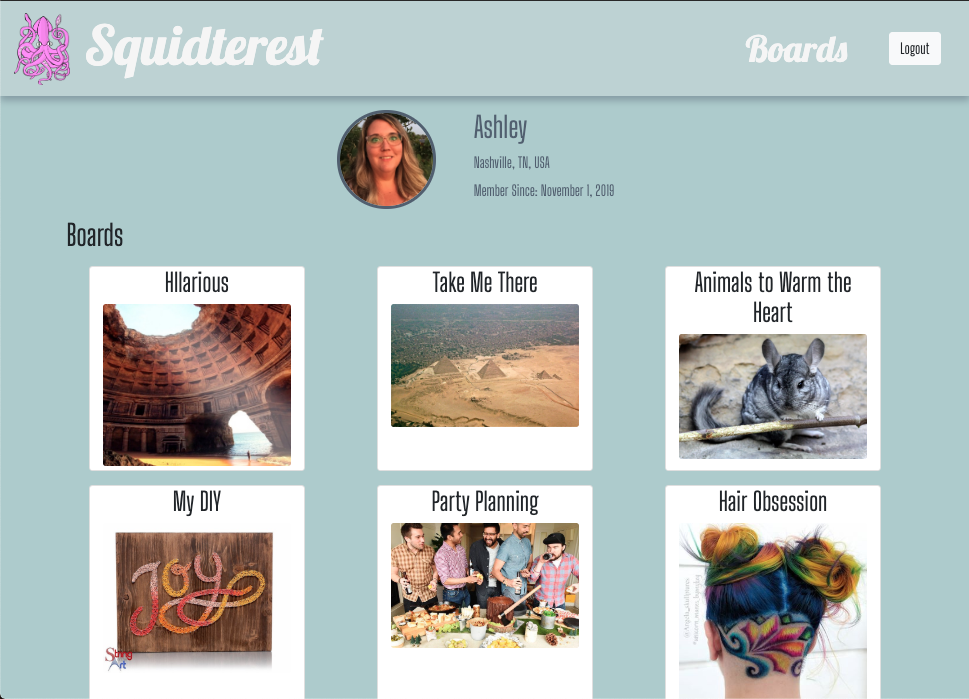 Squidterest
Boards
Logout
Ashley
Nashville, TN, USA
Member Since: November 1, 2019
Boards
HIlarious
Take Me There
Animals to Warm the
Heart
My DIY
Party Planning
Hair Obsession
Joy
String
Art